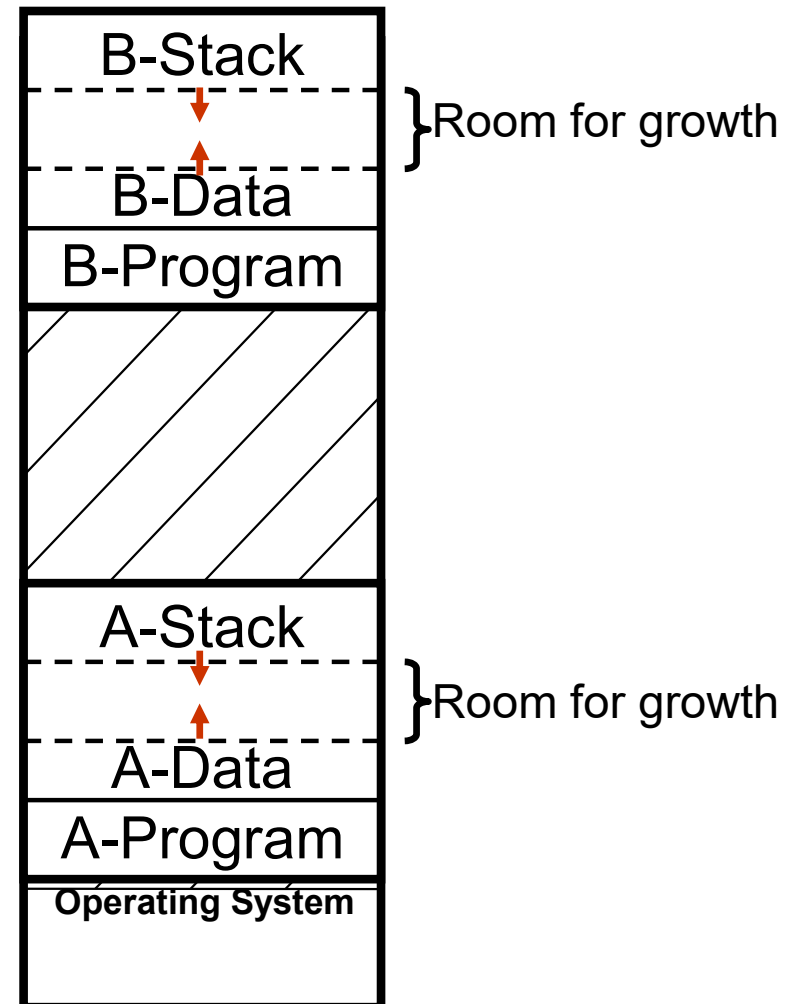 B-Stack
Room for growth
B-Data
B-Program
A-Stack
Room for growth
A-Data
A-Program
Operating System